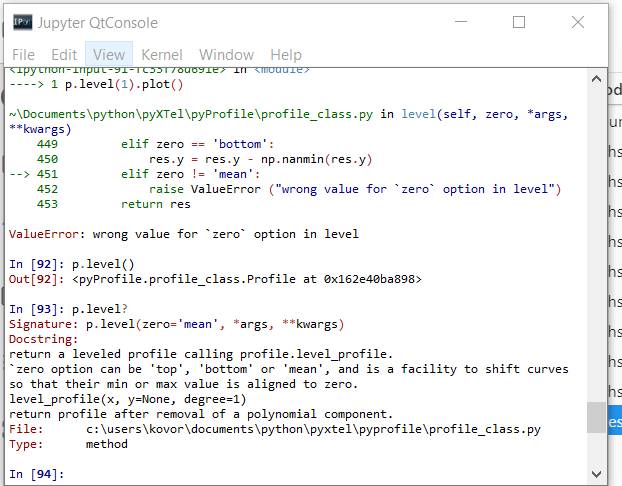 IP[y]: Jupyter QtConsole
File Edit View Kernel Window Help
<ipython-input-91-fc35f78d691e> in <module>
----> 1 p.level(1).plot()
~\Documents\python\pyXTel\pyProfile\profile_class.py in level(self, zero, *args,
**kwargs)
449 elif zero == 'bottom':
450 res.y = res.y - np.nanmin(res.y)
--> 451 elif zero != 'mean':
452 raise ValueError ("wrong value for `zero` option in level")
453 return res
ValueError: wrong value for `zero` option in level
In [92]: p.level()
Out[92]: <pyProfile.profile_class.Profile at 0x162e40ba898>
In [93]: p.level?
Signature: p.level(zero='mean', *args, **kwargs)
Docstring:
return a leveled profile calling profile.level_profile.
`zero option can be 'top', 'bottom' or 'mean', and is a facility to shift curves
so that their min or max value is aligned to zero.
level_profile(x, y=None, degree=1)
return profile after removal of a polynomial component.
File: c:\users\kovor\documents\python\pyxtel\pyprofile\profile_class.py
Type: method
In [94]: